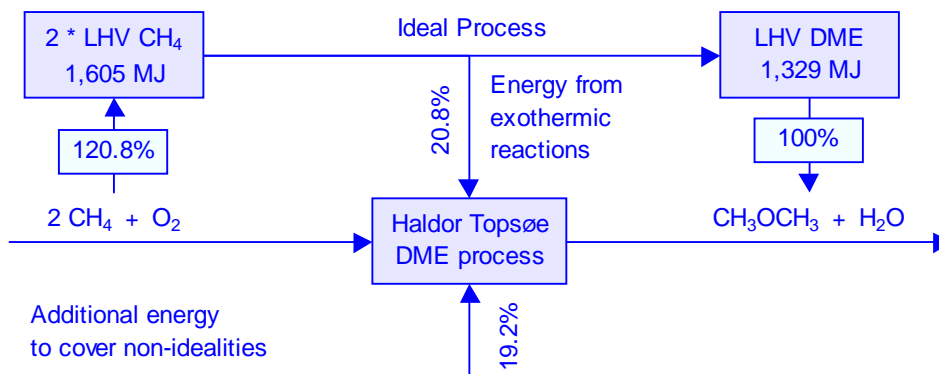 2 * LHV CH₄
1,605 MJ
Ideal Process
LHV DME
1,329 MJ
120.8%
20.8%
Energy from
exothermic
reactions
100%
2 CH₄ + O₂
Haldor Topsøe
DME process
CH₃OCH₃ + H₂O
Additional energy
to cover non-idealities
19.2%